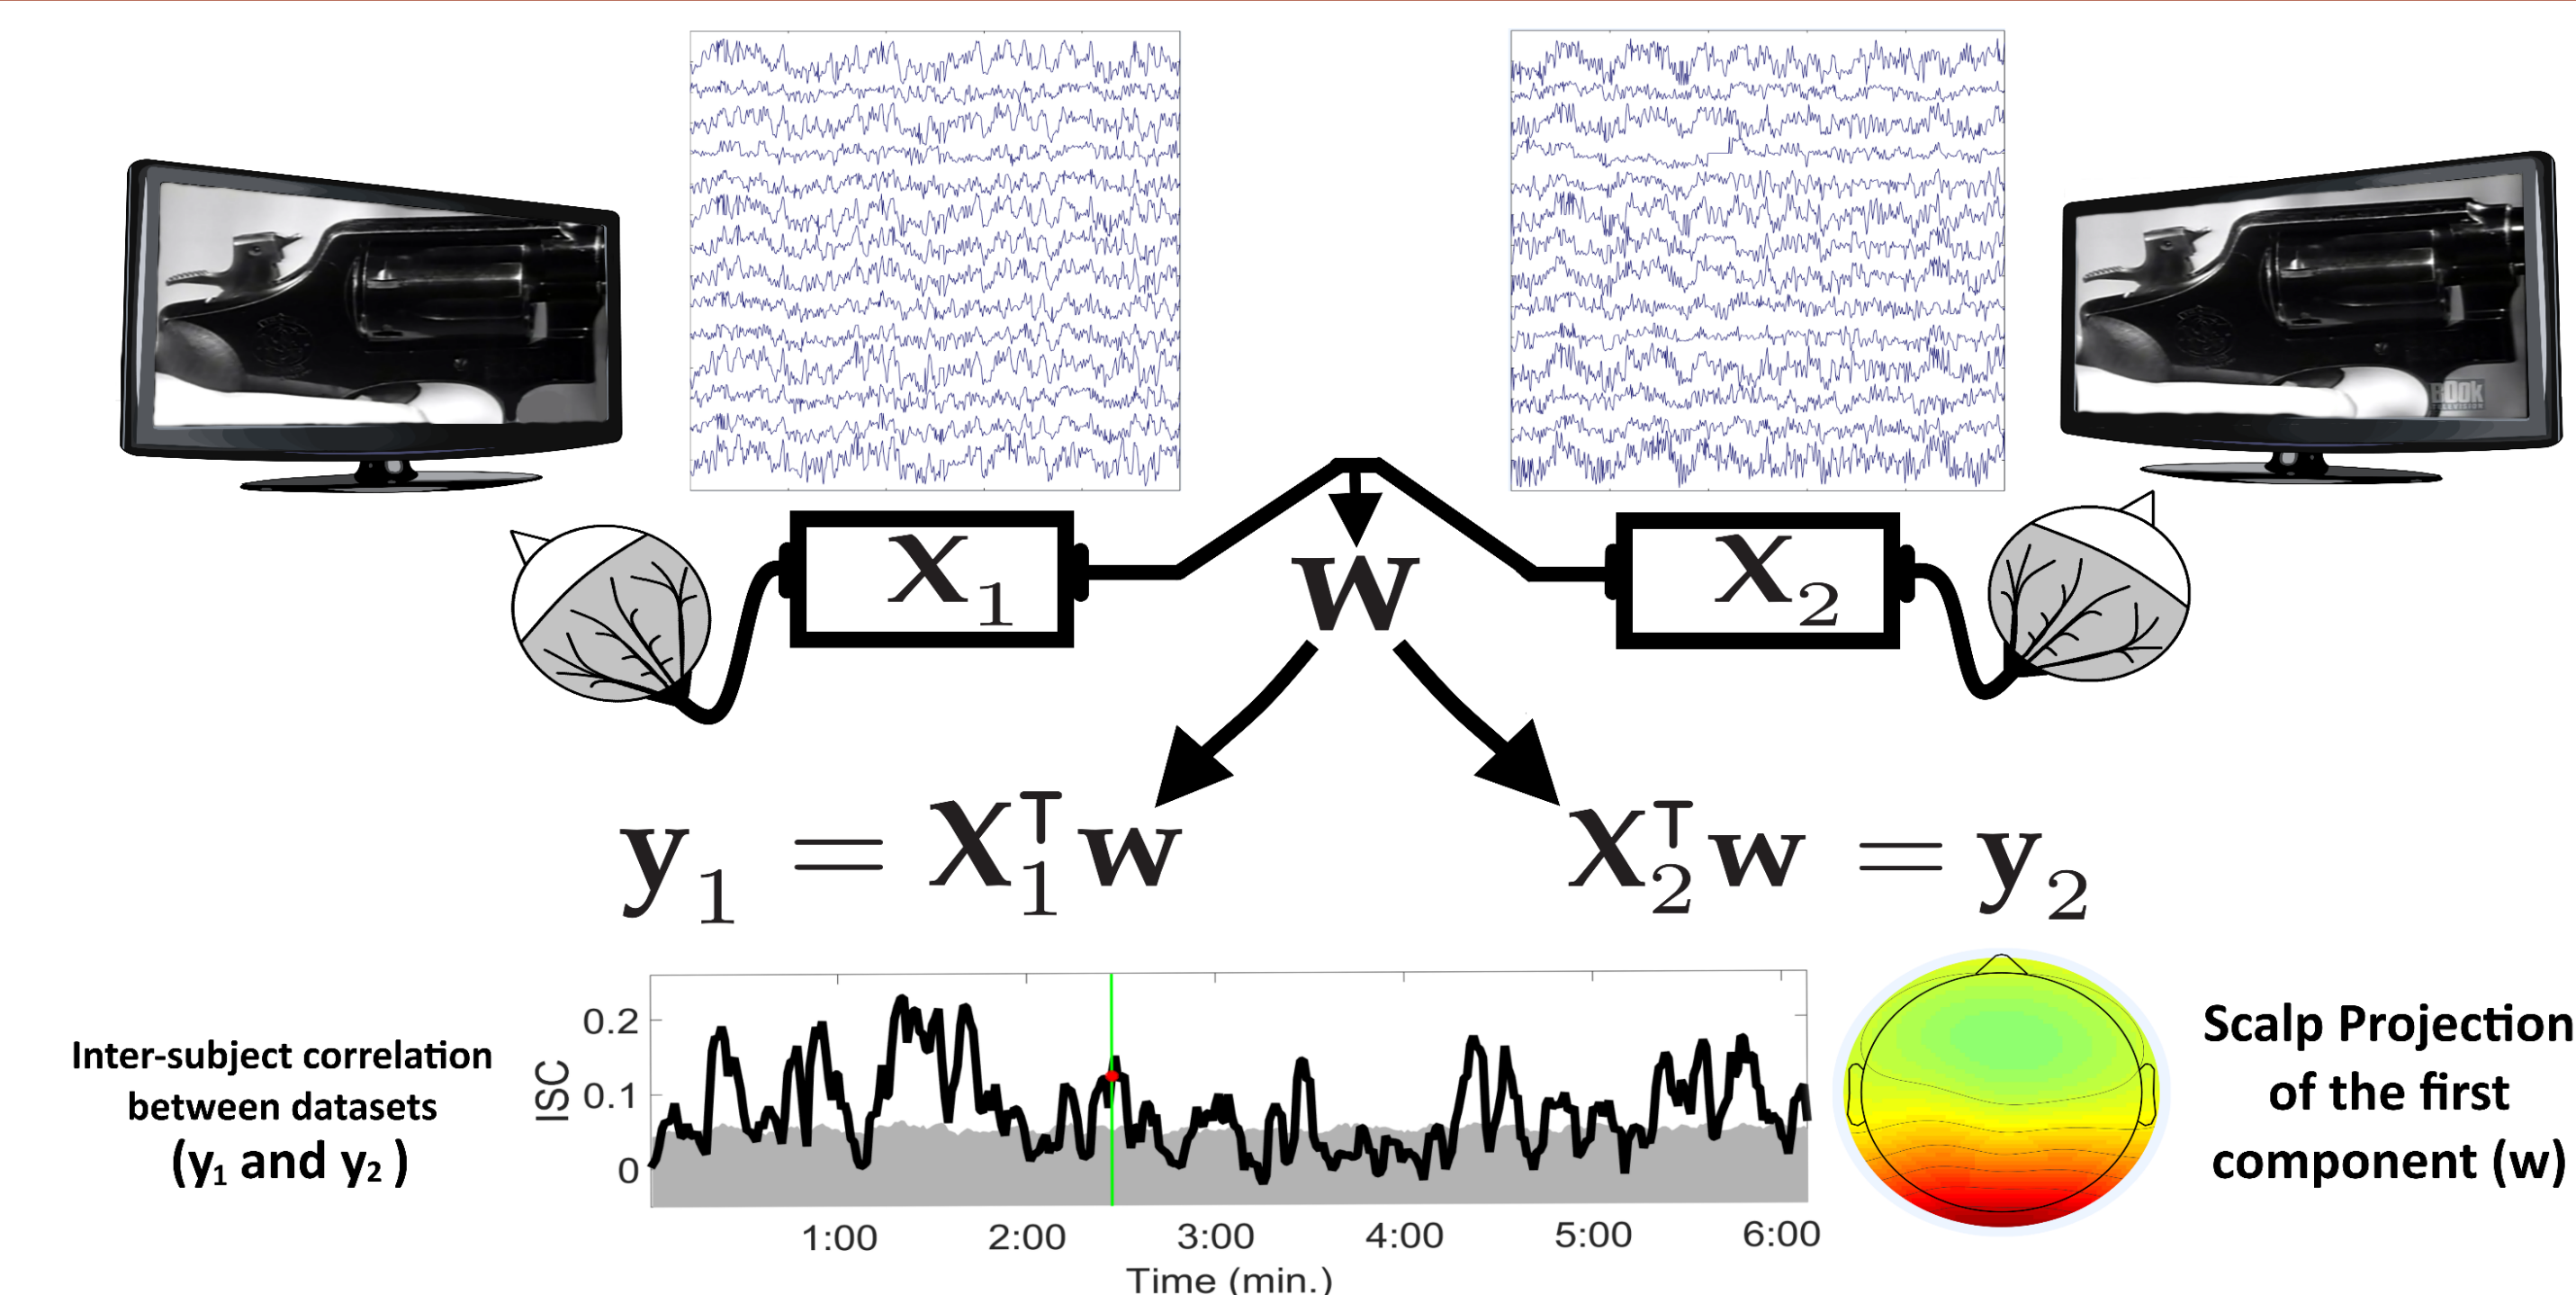 BOOK
TELEVISION
X₁
w
X₂
y₁ = X₁ᵀw
X₂ᵀw = y₂
Inter-subject correlation
between datasets
(y₁ and y₂ )
ISC
0.2
0.1
0
1:00 2:00 3:00 4:00 5:00 6:00
Time (min.)
Scalp Projection
of the first
component (w)